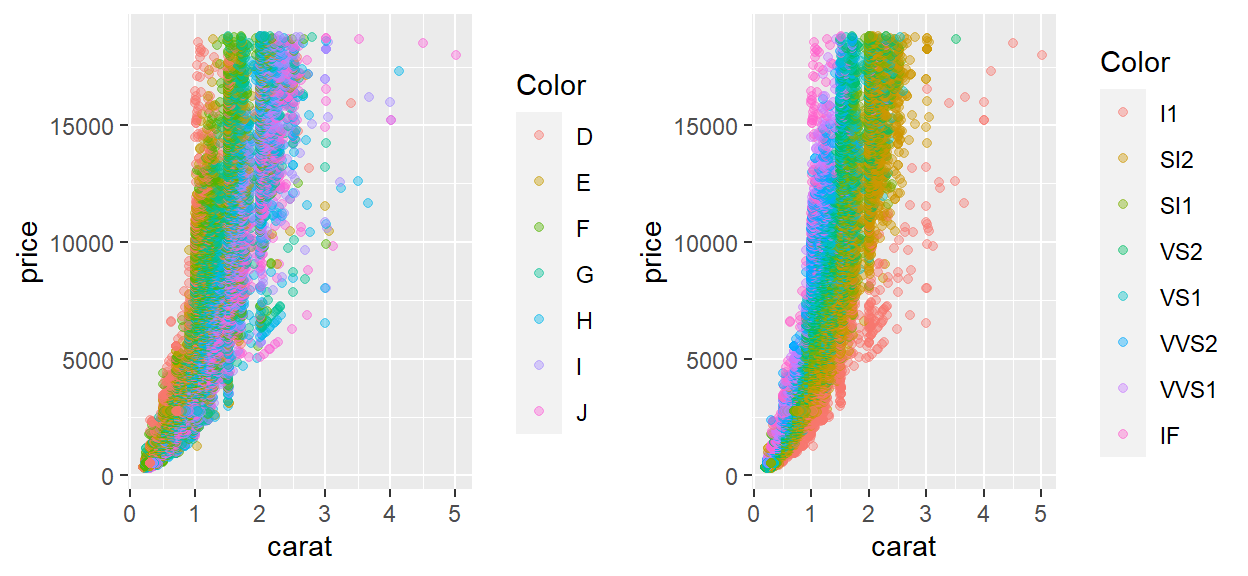 Color
D
E
F
G
H
I
J
15000
10000
5000
0
price
0 1 2 3 4 5
carat
Color
I1
SI2
SI1
VS2
VS1
VVS2
VVS1
IF
15000
10000
5000
0
price
0 1 2 3 4 5
carat